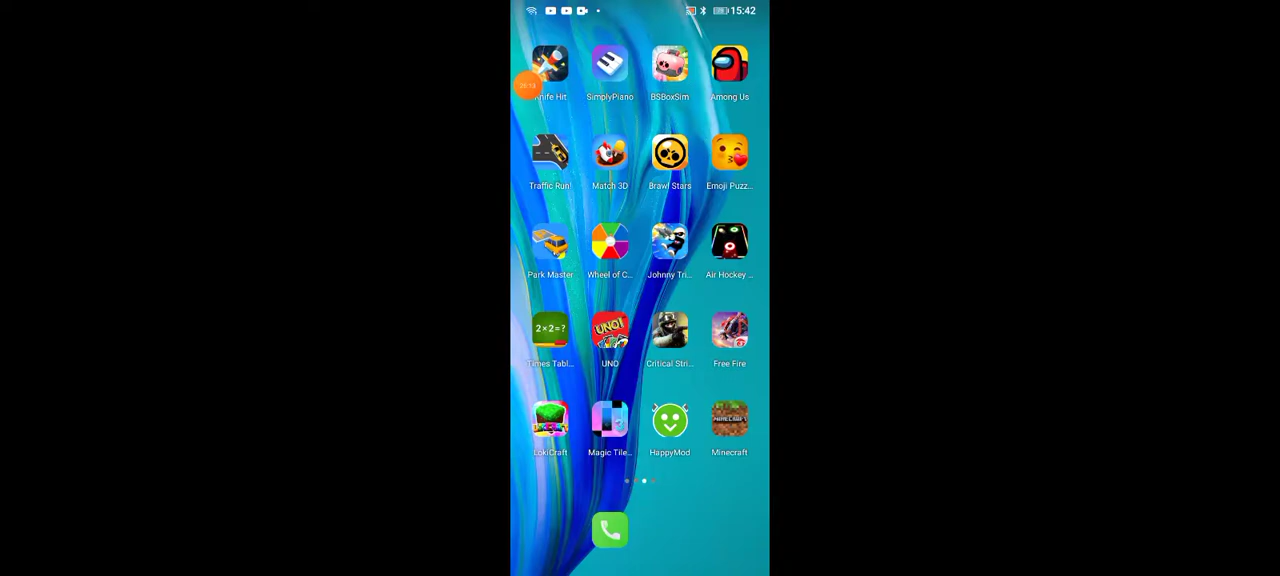 15:42
Knife Hit
SimplyPiano
BSBoxSim
Among Us
Traffic Run!
Match 3D
Brawl Stars
Emoji Puzz...
Park Master
Wheel of C...
Johnny Tri...
Air Hockey ...
2×2=?
UNO!
Times Tabl...
UNO
Critical Stri...
Free Fire
MINECRAFT
LokiCraft
Magic Tile...
HappyMod
Minecraft